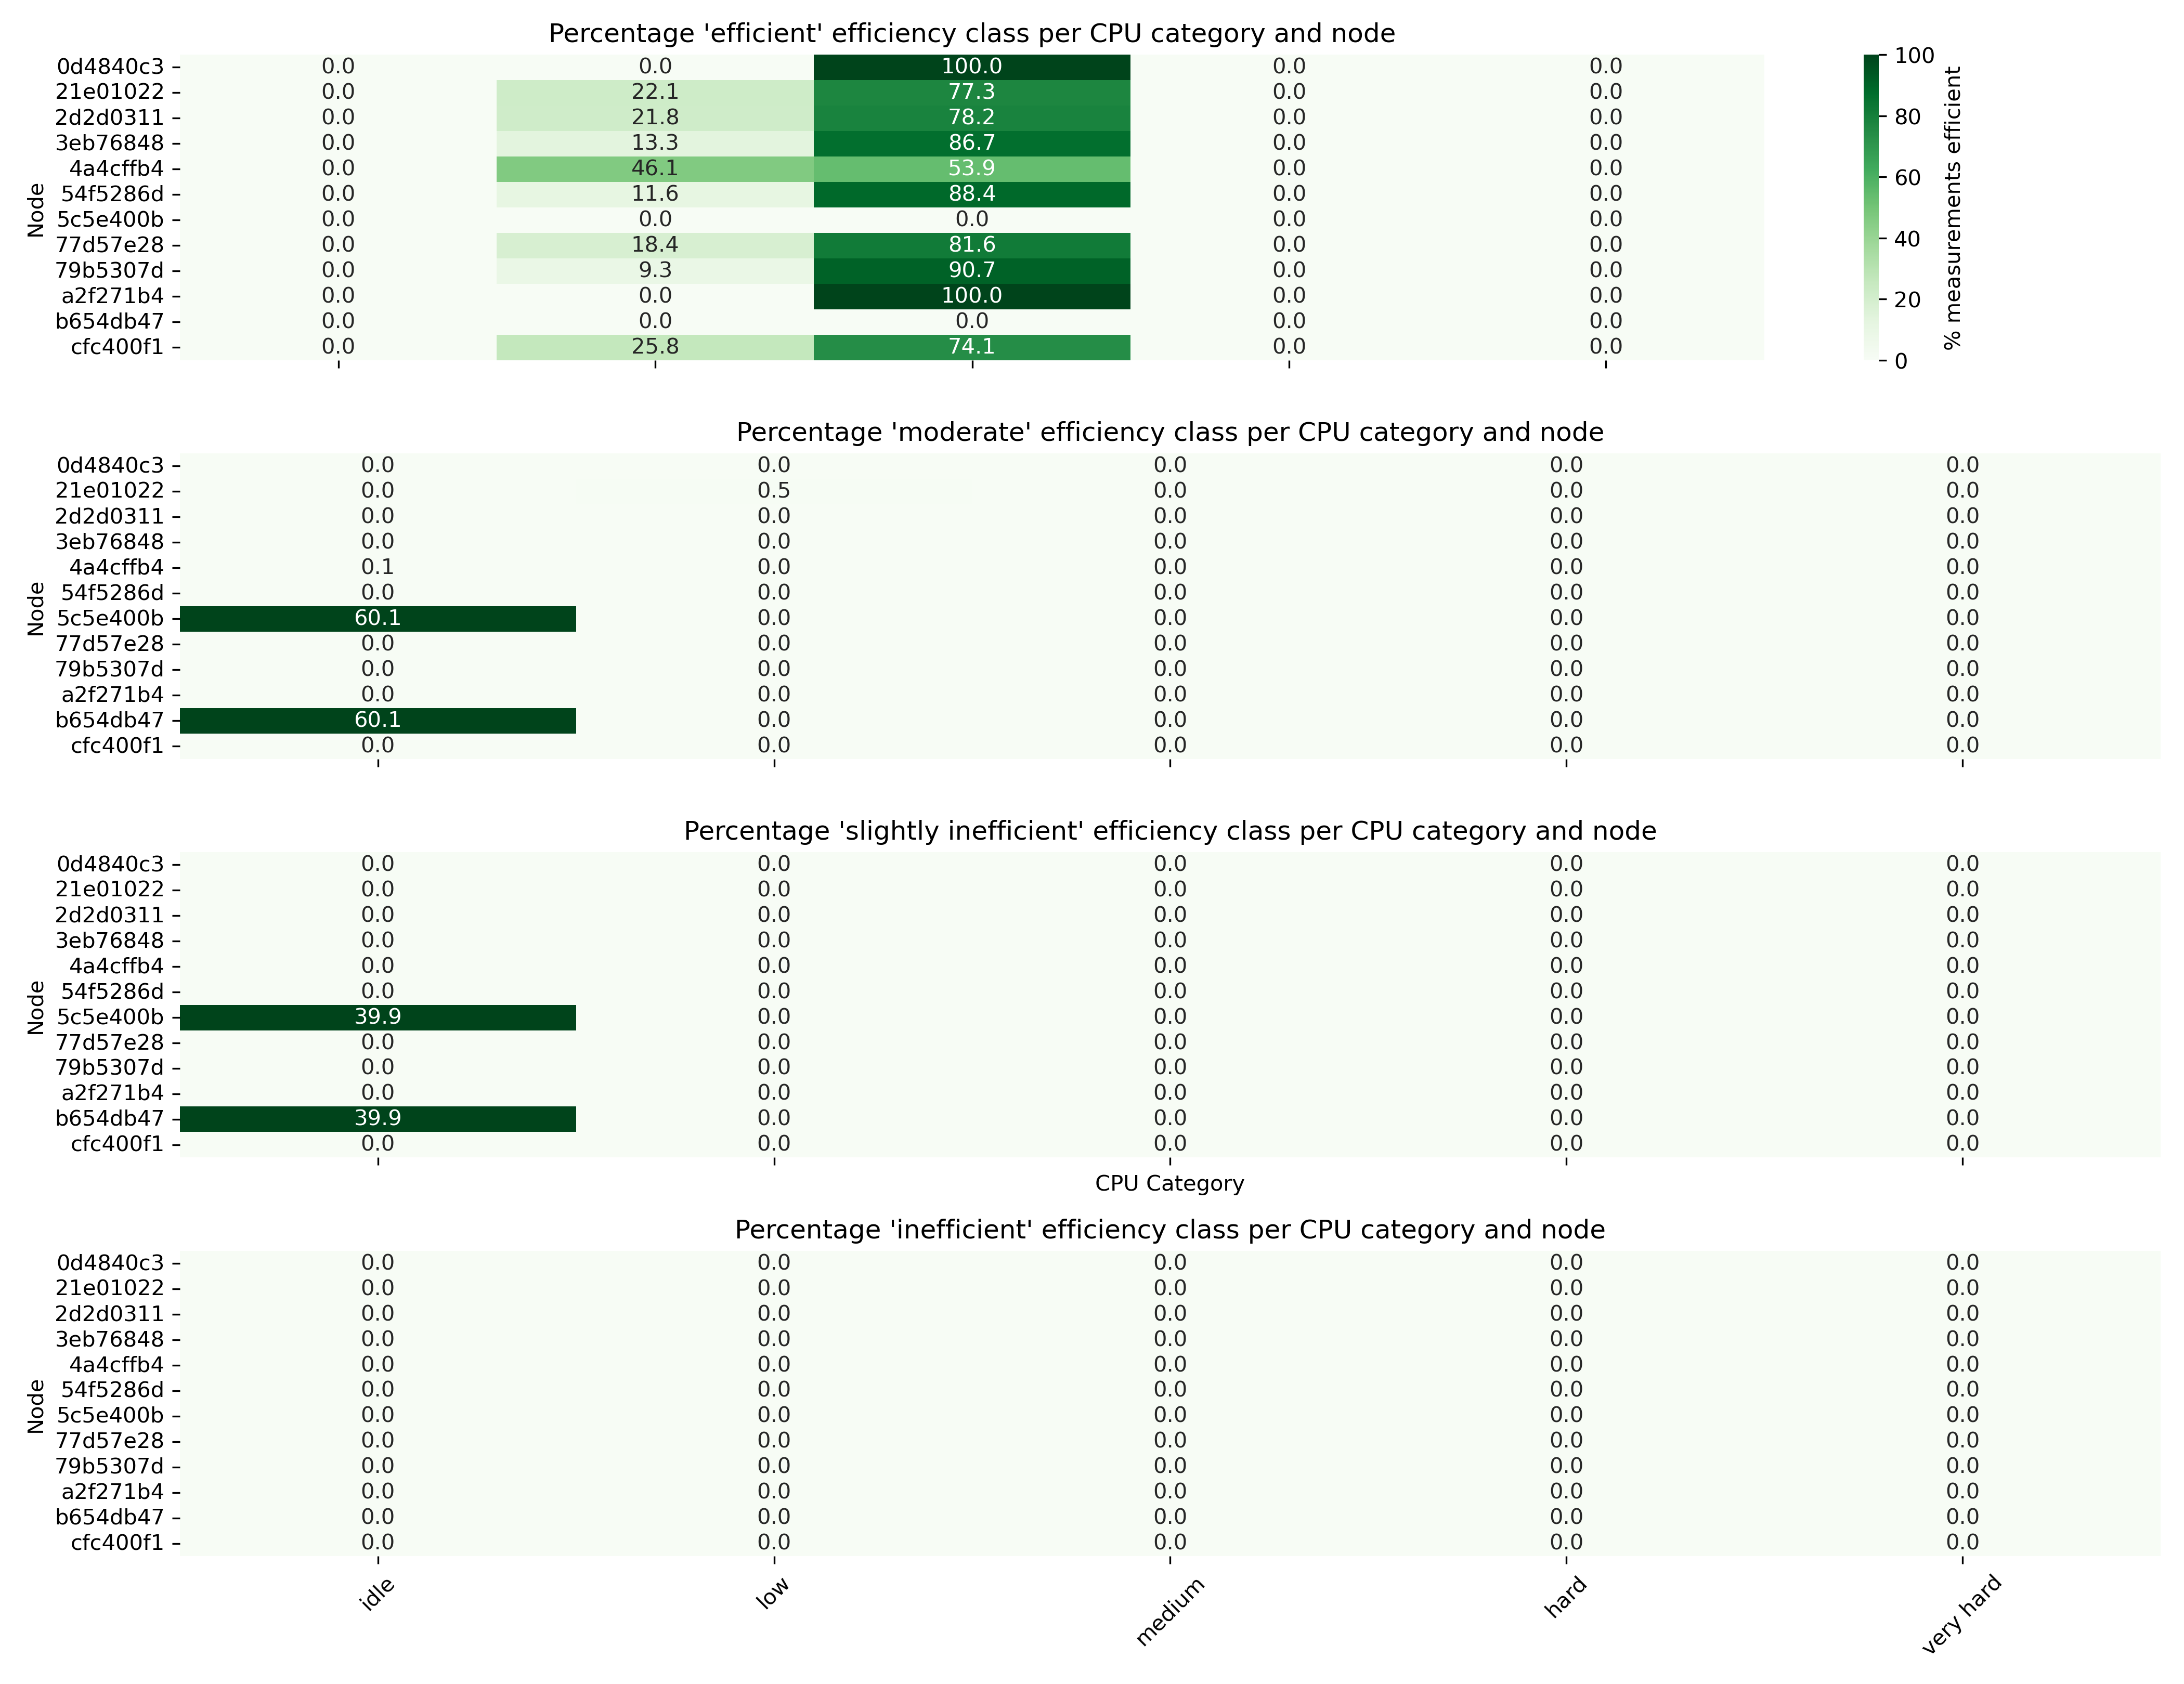 Percentage 'efficient' efficiency class per CPU category and node
0d4840c3 0.0 0.0 100.0 0.0 0.0
21e01022 0.0 22.1 77.3 0.0 0.0
2d2d0311 0.0 21.8 78.2 0.0 0.0
3eb76848 0.0 13.3 86.7 0.0 0.0
4a4cffb4 0.0 46.1 53.9 0.0 0.0
54f5286d 0.0 11.6 88.4 0.0 0.0
5c5e400b 0.0 0.0 0.0 0.0 0.0
77d57e28 0.0 18.4 81.6 0.0 0.0
79b5307d 0.0 9.3 90.7 0.0 0.0
a2f271b4 0.0 0.0 100.0 0.0 0.0
b654db47 0.0 0.0 0.0 0.0 0.0
cfc400f1 0.0 25.8 74.1 0.0 0.0
Node
100
80
60
40
20
0
% measurements efficient
Percentage 'moderate' efficiency class per CPU category and node
0d4840c3 0.0 0.0 0.0 0.0 0.0
21e01022 0.0 0.5 0.0 0.0 0.0
2d2d0311 0.0 0.0 0.0 0.0 0.0
3eb76848 0.0 0.0 0.0 0.0 0.0
4a4cffb4 0.1 0.0 0.0 0.0 0.0
54f5286d 0.0 0.0 0.0 0.0 0.0
5c5e400b 60.1 0.0 0.0 0.0 0.0
77d57e28 0.0 0.0 0.0 0.0 0.0
79b5307d 0.0 0.0 0.0 0.0 0.0
a2f271b4 0.0 0.0 0.0 0.0 0.0
b654db47 60.1 0.0 0.0 0.0 0.0
cfc400f1 0.0 0.0 0.0 0.0 0.0
Node
Percentage 'slightly inefficient' efficiency class per CPU category and node
0d4840c3 0.0 0.0 0.0 0.0 0.0
21e01022 0.0 0.0 0.0 0.0 0.0
2d2d0311 0.0 0.0 0.0 0.0 0.0
3eb76848 0.0 0.0 0.0 0.0 0.0
4a4cffb4 0.0 0.0 0.0 0.0 0.0
54f5286d 0.0 0.0 0.0 0.0 0.0
5c5e400b 39.9 0.0 0.0 0.0 0.0
77d57e28 0.0 0.0 0.0 0.0 0.0
79b5307d 0.0 0.0 0.0 0.0 0.0
a2f271b4 0.0 0.0 0.0 0.0 0.0
b654db47 39.9 0.0 0.0 0.0 0.0
cfc400f1 0.0 0.0 0.0 0.0 0.0
Node
CPU Category
Percentage 'inefficient' efficiency class per CPU category and node
0d4840c3 0.0 0.0 0.0 0.0 0.0
21e01022 0.0 0.0 0.0 0.0 0.0
2d2d0311 0.0 0.0 0.0 0.0 0.0
3eb76848 0.0 0.0 0.0 0.0 0.0
4a4cffb4 0.0 0.0 0.0 0.0 0.0
54f5286d 0.0 0.0 0.0 0.0 0.0
5c5e400b 0.0 0.0 0.0 0.0 0.0
77d57e28 0.0 0.0 0.0 0.0 0.0
79b5307d 0.0 0.0 0.0 0.0 0.0
a2f271b4 0.0 0.0 0.0 0.0 0.0
b654db47 0.0 0.0 0.0 0.0 0.0
cfc400f1 0.0 0.0 0.0 0.0 0.0
Node
idle low medium hard very hard